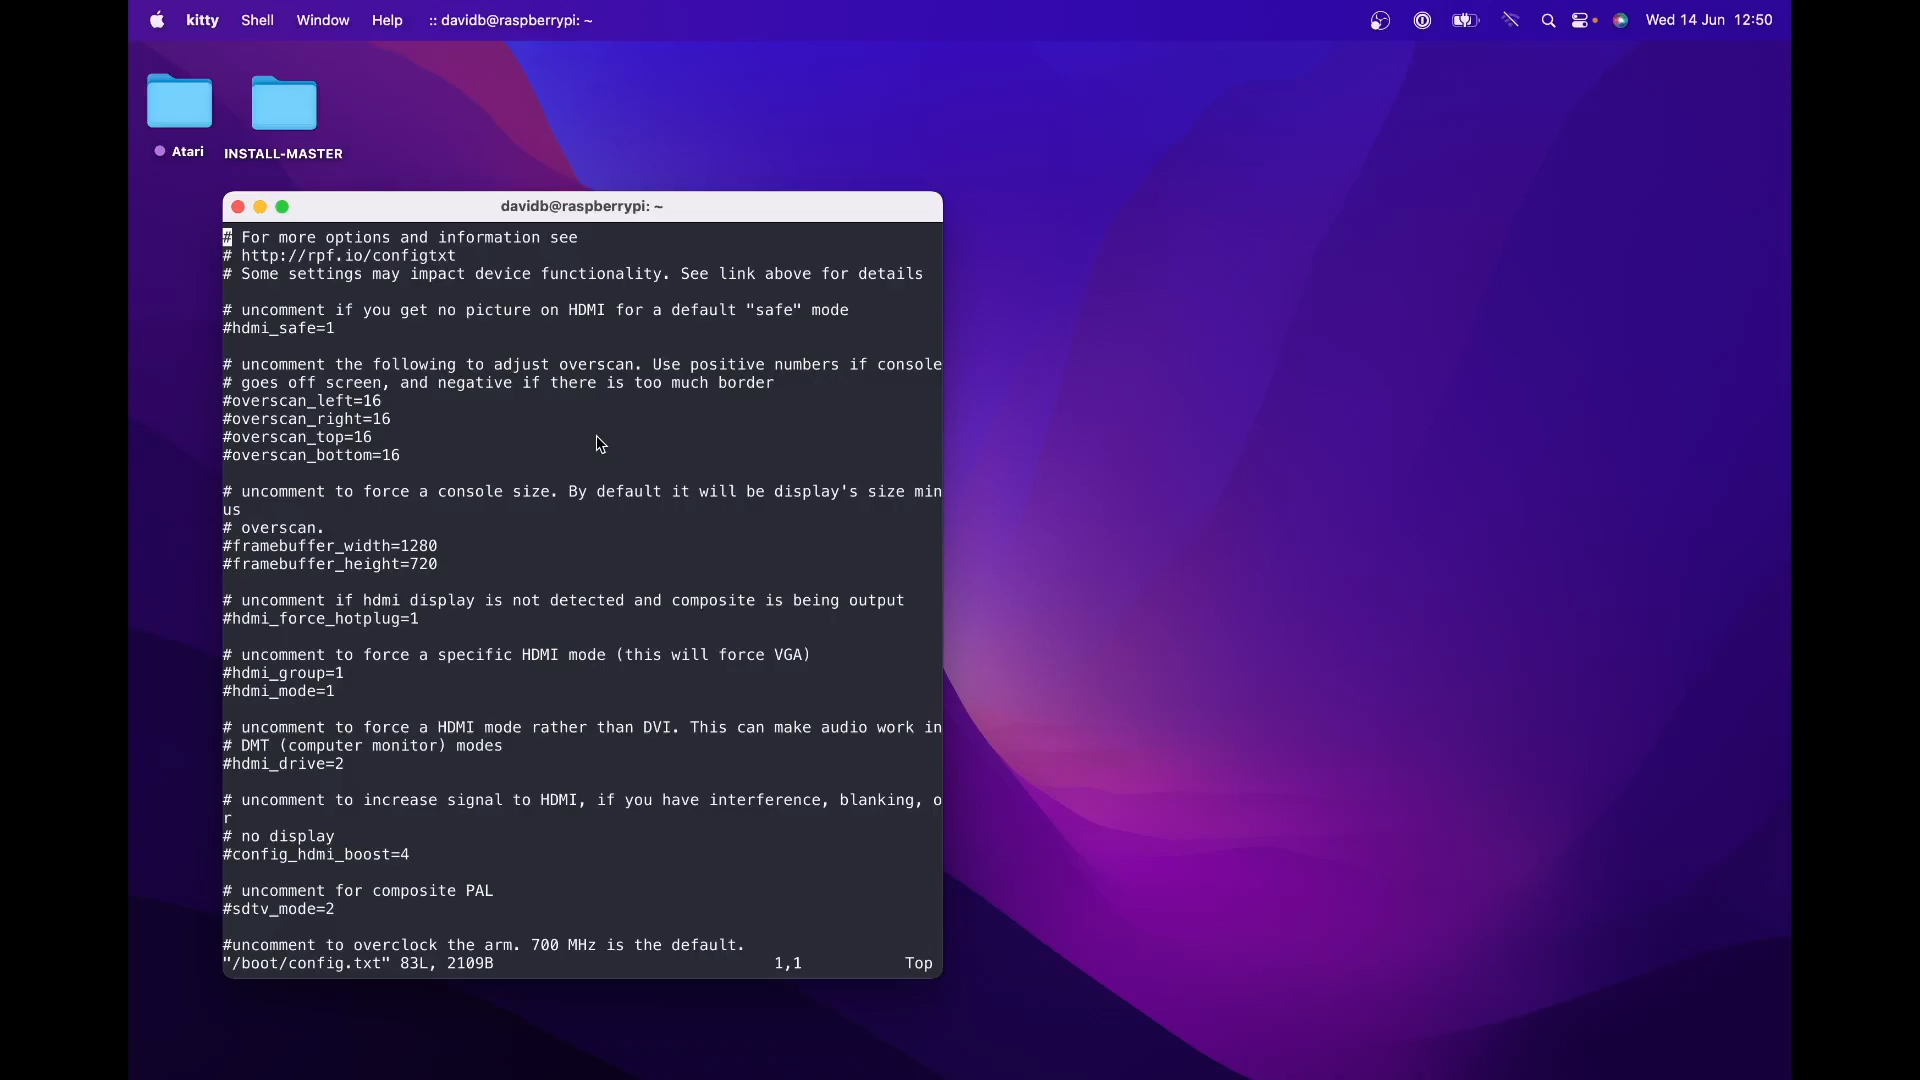 kitty Shell Window Help :: davidb@raspberrypi: ~ Wed 14 Jun 12:50
Atari INSTALL-MASTER
davidb@raspberrypi: ~
# For more options and information see
# http://rpf.io/configtxt
# Some settings may impact device functionality. See link above for details
# uncomment if you get no picture on HDMI for a default "safe" mode
#hdmi_safe=1
# uncomment the following to adjust overscan. Use positive numbers if console
# goes off screen, and negative if there is too much border
#overscan_left=16
#overscan_right=16
#overscan_top=16
#overscan_bottom=16
# uncomment to force a console size. By default it will be display's size min
us
# overscan.
#framebuffer_width=1280
#framebuffer_height=720
# uncomment if hdmi display is not detected and composite is being output
#hdmi_force_hotplug=1
# uncomment to force a specific HDMI mode (this will force VGA)
#hdmi_group=1
#hdmi_mode=1
# uncomment to force a HDMI mode rather than DVI. This can make audio work in
# DMT (computer monitor) modes
#hdmi_drive=2
# uncomment to increase signal to HDMI, if you have interference, blanking, o
r
# no display
#config_hdmi_boost=4
# uncomment for composite PAL
#sdtv_mode=2
#uncomment to overclock the arm. 700 MHz is the default.
"/boot/config.txt" 83L, 2109B 1,1 Top